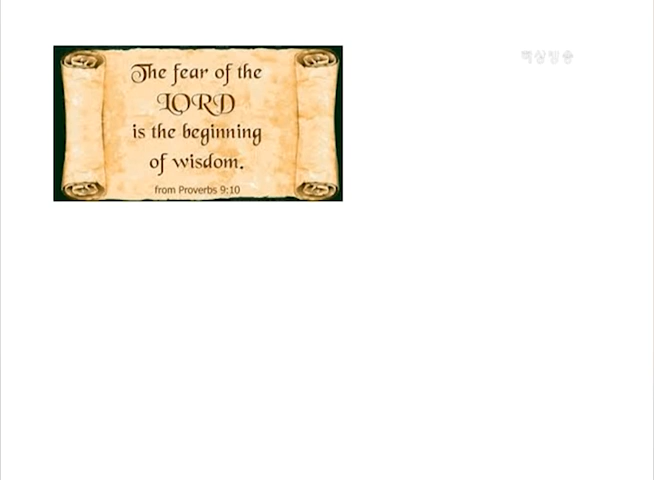 The fear of the
LORD
is the beginning
of wisdom.
from Proverbs 9:10